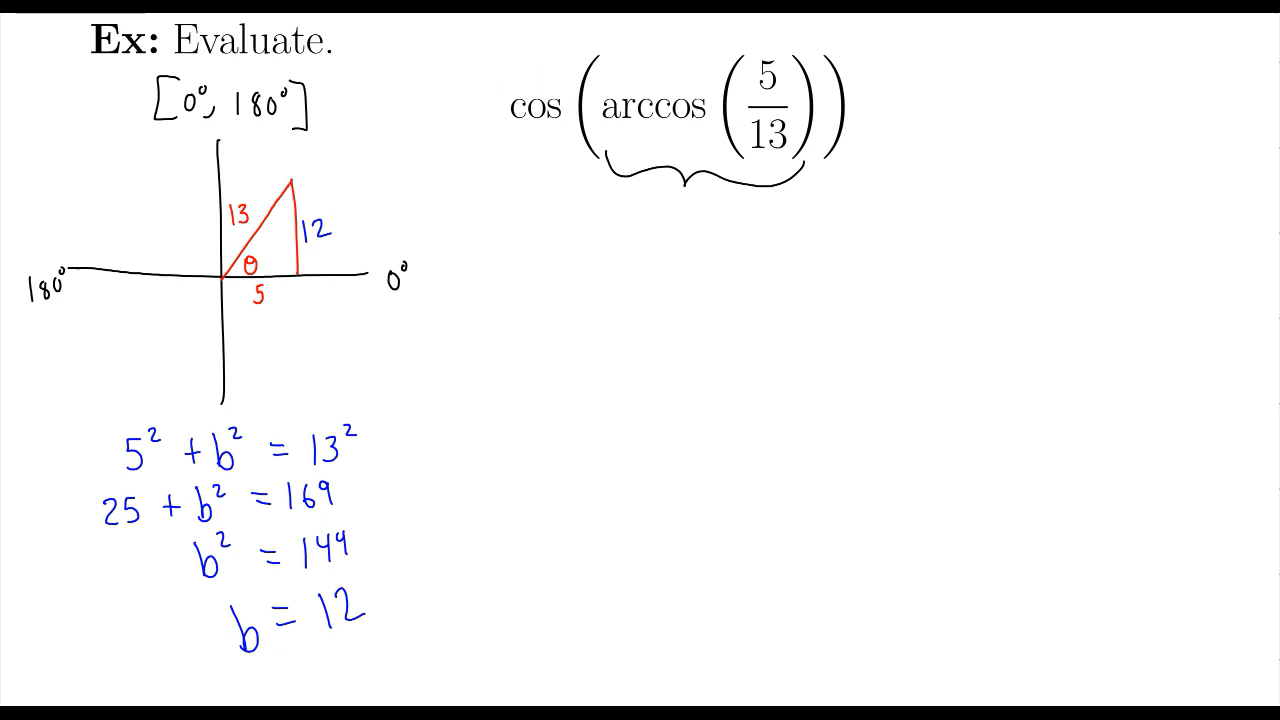 Ex: Evaluate.
[0°, 180°]
cos(arccos(5/13))
13
12
θ
5
180°
0°
5² + b² = 13²
25 + b² = 169
b² = 144
b = 12